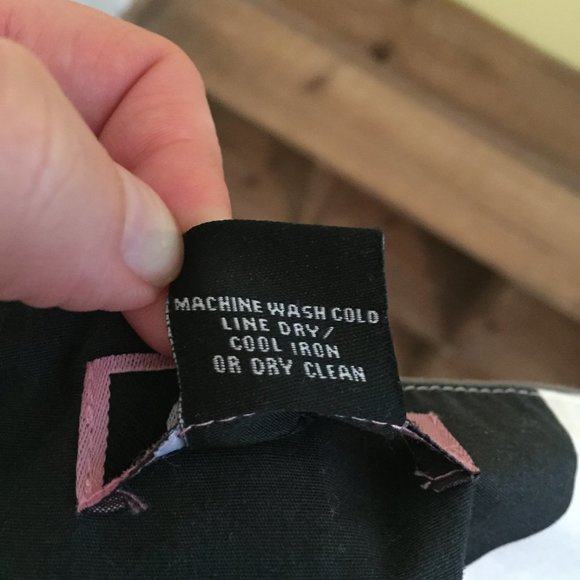 MACHINE WASH COLD
LINE DRY/
COOL IRON
OR DRY CLEAN